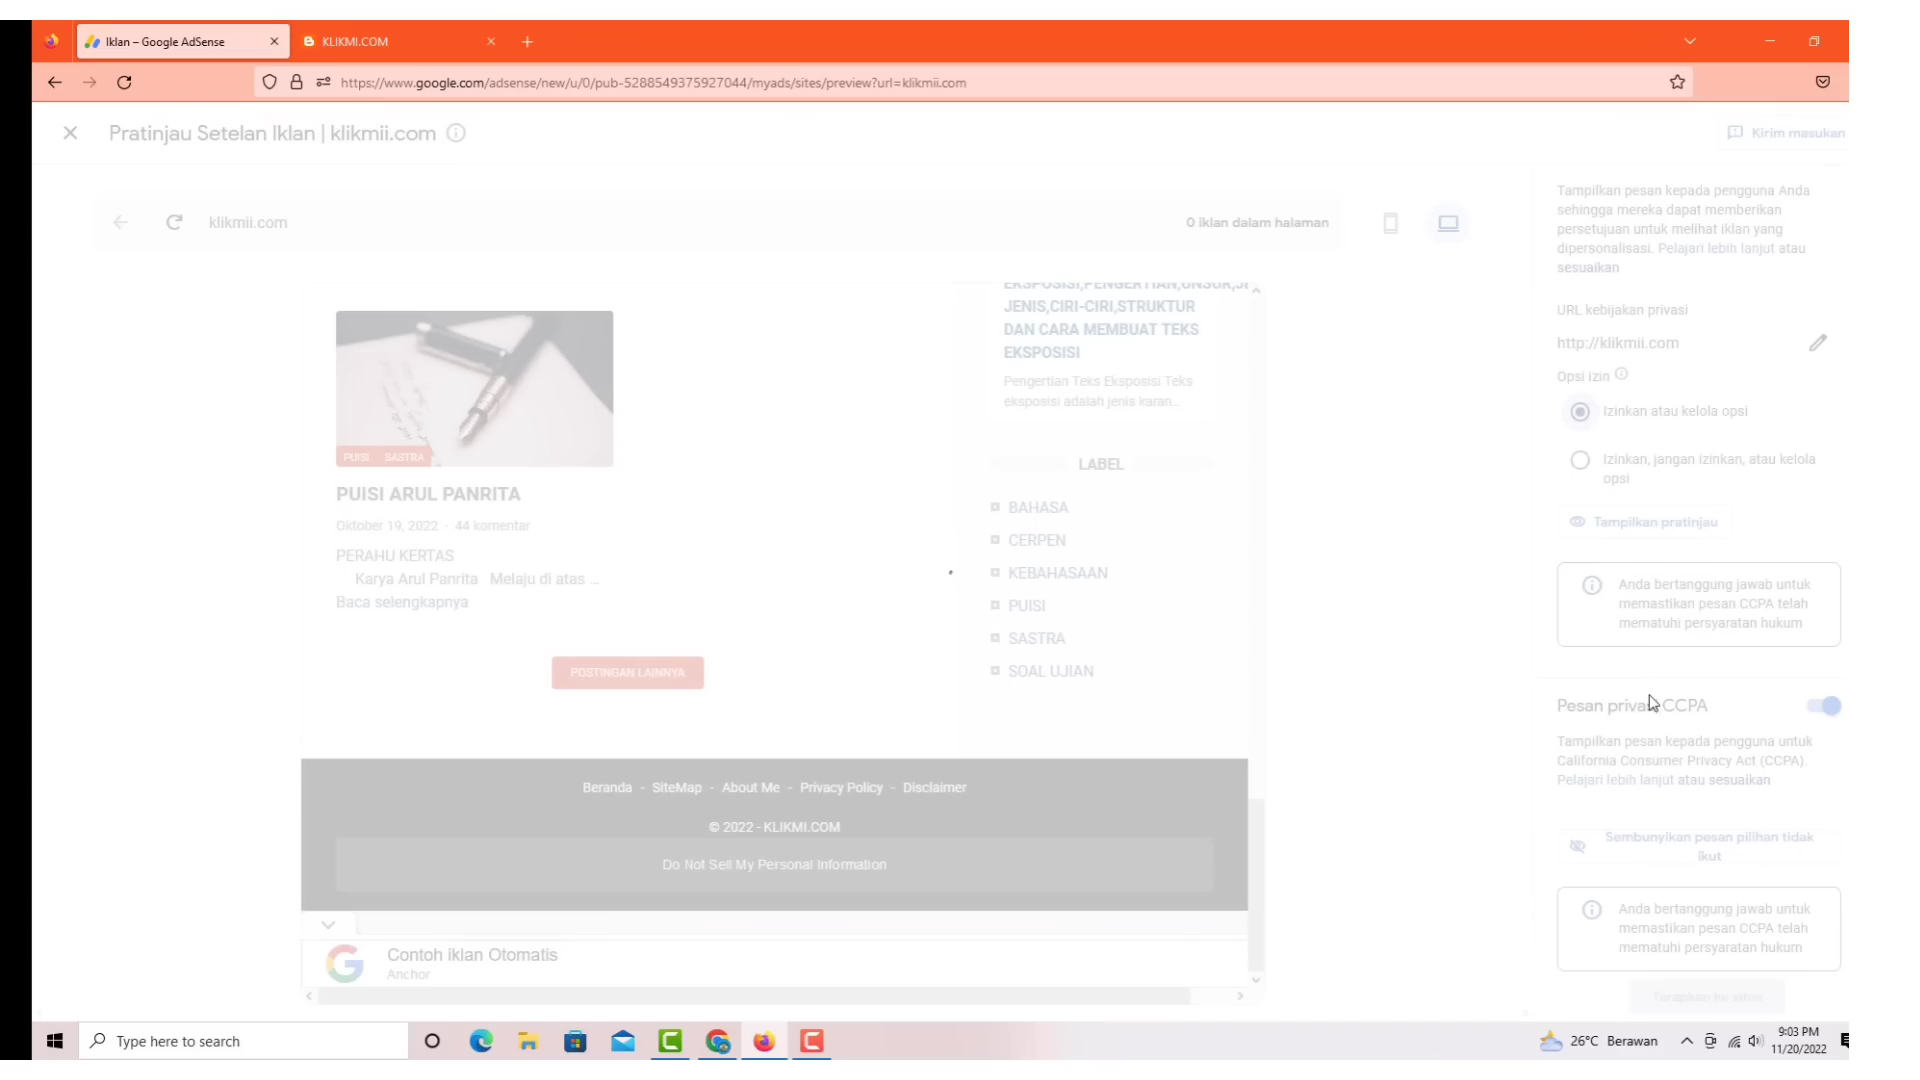 Iklan – Google AdSense
KLIKMI.COM
https://www.google.com/adsense/new/u/0/pub-5288549375927044/myads/sites/preview?url=klikmii.com
Pratinjau Setelan Iklan | klikmii.com
Kirim masukan
klikmii.com
0 iklan dalam halaman
PUISI SASTRA
PUISI ARUL PANRITA
Oktober 19, 2022 - 44 komentar
PERAHU KERTAS
Karya Arul Panrita Melaju di atas ...
Baca selengkapnya
POSTINGAN LAINNYA
EKSPOSISI,PENGERTIAN,UNSUR,JE
JENIS,CIRI-CIRI,STRUKTUR
DAN CARA MEMBUAT TEKS
EKSPOSISI
Pengertian Teks Eksposisi Teks
eksposisi adalah jenis karan...
LABEL
BAHASA
CERPEN
KEBAHASAAN
PUISI
SASTRA
SOAL UJIAN
Beranda - SiteMap - About Me - Privacy Policy - Disclaimer
© 2022 - KLIKMI.COM
Do Not Sell My Personal Information
Contoh iklan Otomatis
Anchor
Tampilkan pesan kepada pengguna Anda
sehingga mereka dapat memberikan
persetujuan untuk melihat iklan yang
dipersonalisasi. Pelajari lebih lanjut atau
sesuaikan
URL kebijakan privasi
http://klikmii.com
Opsi izin
Izinkan atau kelola opsi
Izinkan, jangan izinkan, atau kelola
opsi
Tampilkan pratinjau
Anda bertanggung jawab untuk
memastikan pesan CCPA telah
mematuhi persyaratan hukum
Pesan privasi CCPA
Tampilkan pesan kepada pengguna untuk
California Consumer Privacy Act (CCPA)
Pelajari lebih lanjut atau sesuaikan
Sembunyikan pesan pilihan tidak
ikut
Anda bertanggung jawab untuk
memastikan pesan CCPA telah
mematuhi persyaratan hukum
Terapkan ke situs
Type here to search
26°C Berawan
9:03 PM
11/20/2022